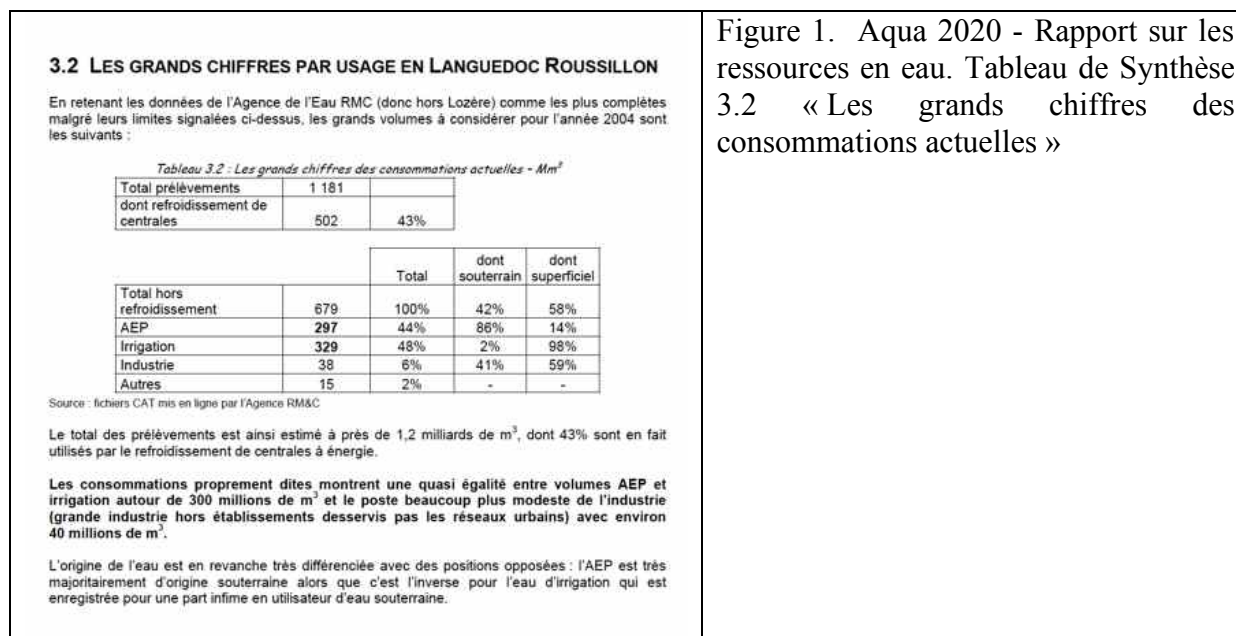 3.2 LES GRANDS CHIFFRES PAR USAGE EN LANGUEDOC ROUSSILLON
En retenant les données de l'Agence de l'Eau RMC (donc hors Lozère) comme les plus complètes
malgré leurs limites signalées ci-dessus, les grands volumes à considérer pour l'année 2004 sont
les suivants :
Tableau 3.2 : Les grands chiffres des consommations actuelles - Mm³
Total prélèvements 1 181
dont refroidissement de
centrales 502 43%
dont dont
Total souterrain superficiel
Total hors
refroidissement 679 100% 42% 58%
AEP 297 44% 86% 14%
Irrigation 329 48% 2% 98%
Industrie 38 6% 41% 59%
Autres 15 2% - -
Source : fichiers CAT mis en ligne par l'Agence RM&C
Le total des prélèvements est ainsi estimé à près de 1,2 milliards de m³, dont 43% sont en fait
utilisés par le refroidissement de centrales à énergie.
Les consommations proprement dites montrent une quasi égalité entre volumes AEP et
irrigation autour de 300 millions de m³ et le poste beaucoup plus modeste de l'industrie
(grande industrie hors établissements desservis pas les réseaux urbains) avec environ
40 millions de m³.
L'origine de l'eau est en revanche très différenciée avec des positions opposées : l'AEP est très
majoritairement d'origine souterraine alors que c'est l'inverse pour l'eau d'irrigation qui est
enregistrée pour une part infime en utilisateur d'eau souterraine.
Figure 1. Aqua 2020 - Rapport sur les
ressources en eau. Tableau de Synthèse
3.2 « Les grands chiffres des
consommations actuelles »